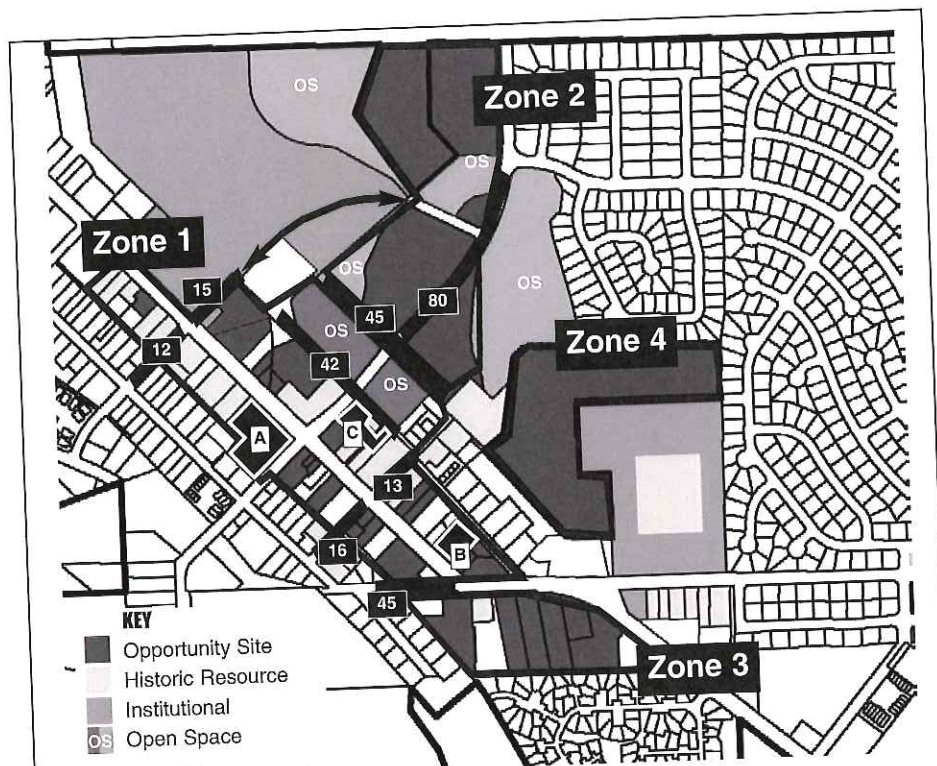 OS
Zone 2
OS
Zone 1
OS
OS
15
45
80
OS
Zone 4
12
42
OS
A
C
13
16
B
45
Zone 3
KEY
Opportunity Site
Historic Resource
Institutional
OS Open Space